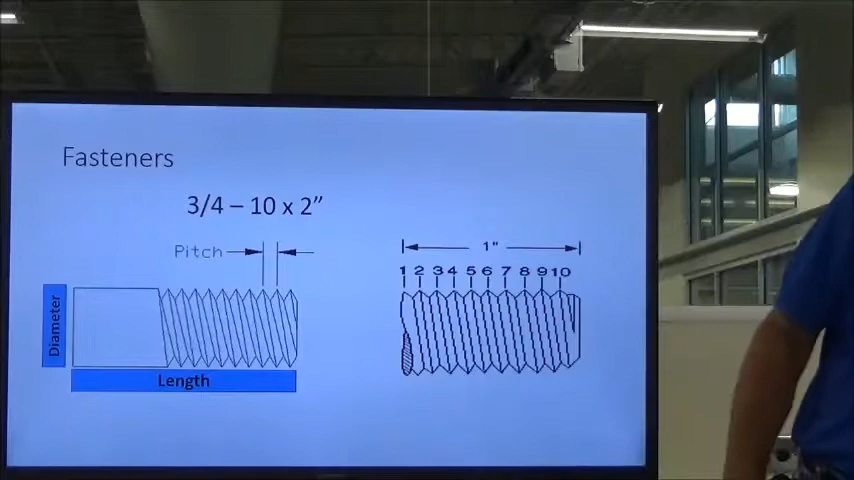 Fasteners
3/4 – 10 x 2”
Pitch
Diameter
Length
1"
1 2 3 4 5 6 7 8 9 10